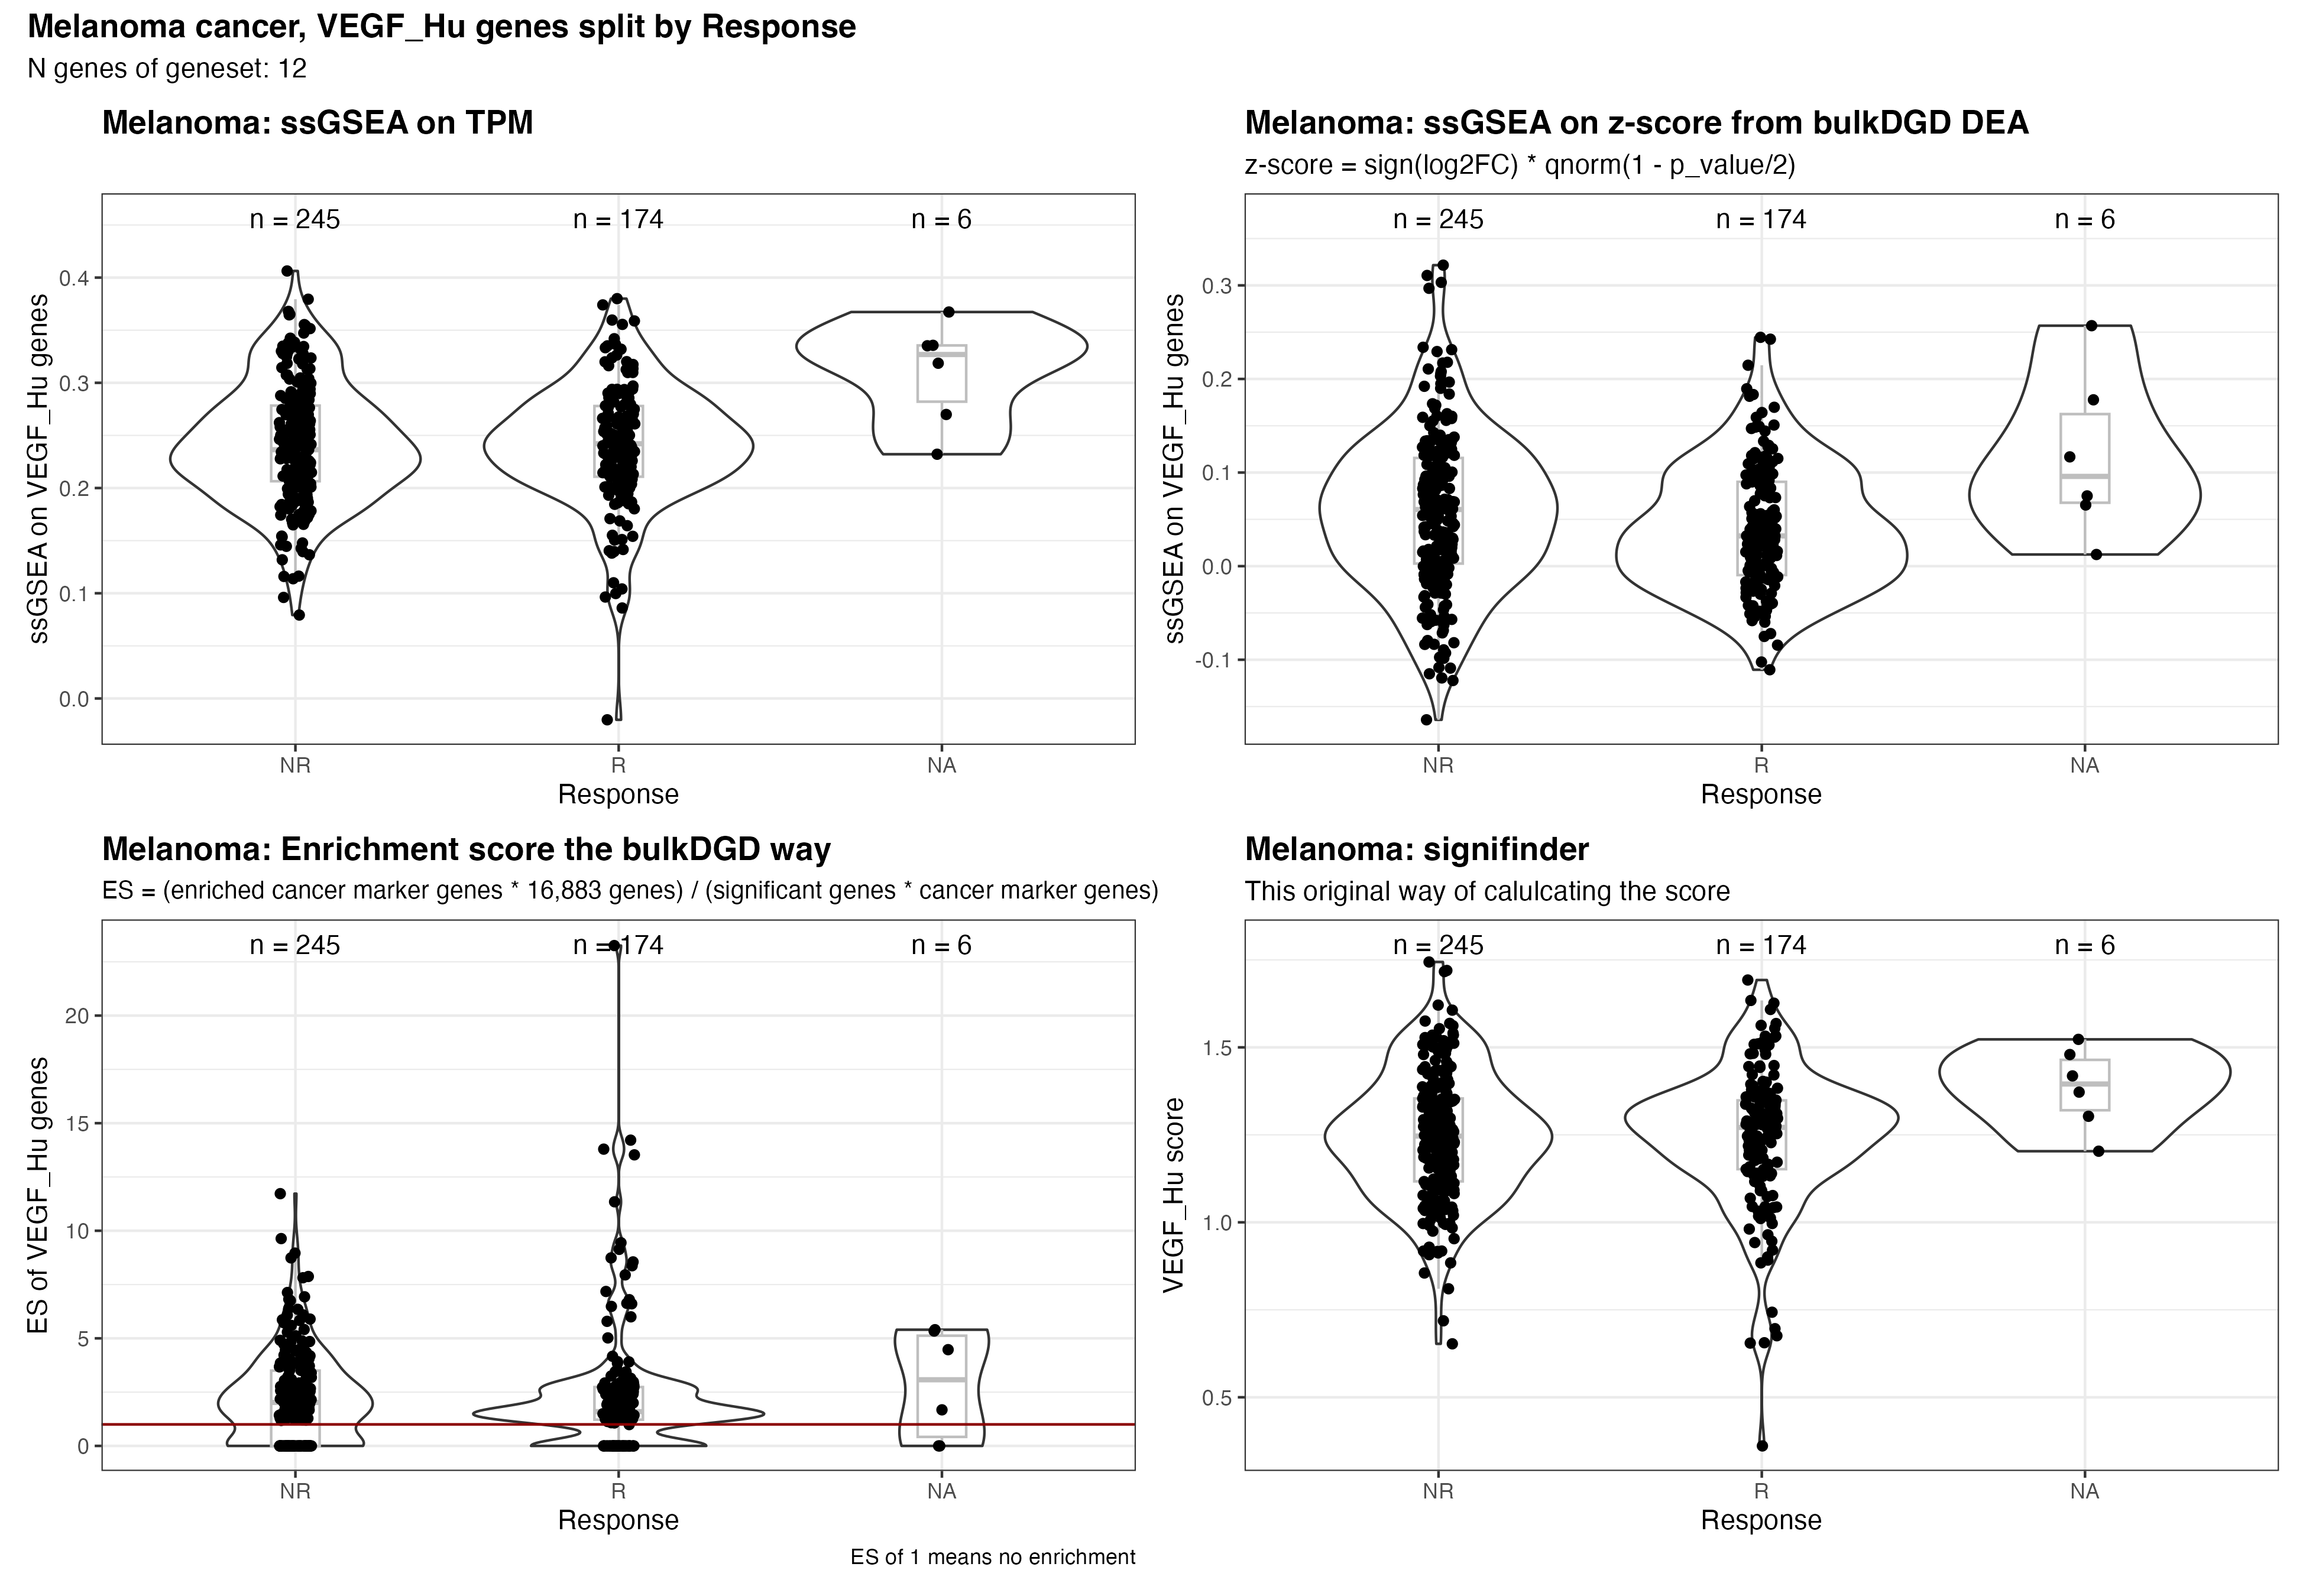 Melanoma cancer, VEGF_Hu genes split by Response
N genes of geneset: 12
Melanoma: ssGSEA on TPM
n = 245
n = 174
n = 6
0.4
0.3
0.2
0.1
0.0
ssGSEA on VEGF_Hu genes
NR
R
NA
Response
Melanoma: ssGSEA on z-score from bulkDGD DEA
z-score = sign(log2FC) * qnorm(1 - p_value/2)
n = 245
n = 174
n = 6
0.3
0.2
0.1
0.0
-0.1
ssGSEA on VEGF_Hu genes
NR
R
NA
Response
Melanoma: Enrichment score the bulkDGD way
ES = (enriched cancer marker genes * 16,883 genes) / (significant genes * cancer marker genes)
n = 245
n = 174
n = 6
20
15
10
5
0
ES of VEGF_Hu genes
NR
R
NA
Response
ES of 1 means no enrichment
Melanoma: signifinder
This original way of calulcating the score
n = 245
n = 174
n = 6
1.5
1.0
0.5
VEGF_Hu score
NR
R
NA
Response